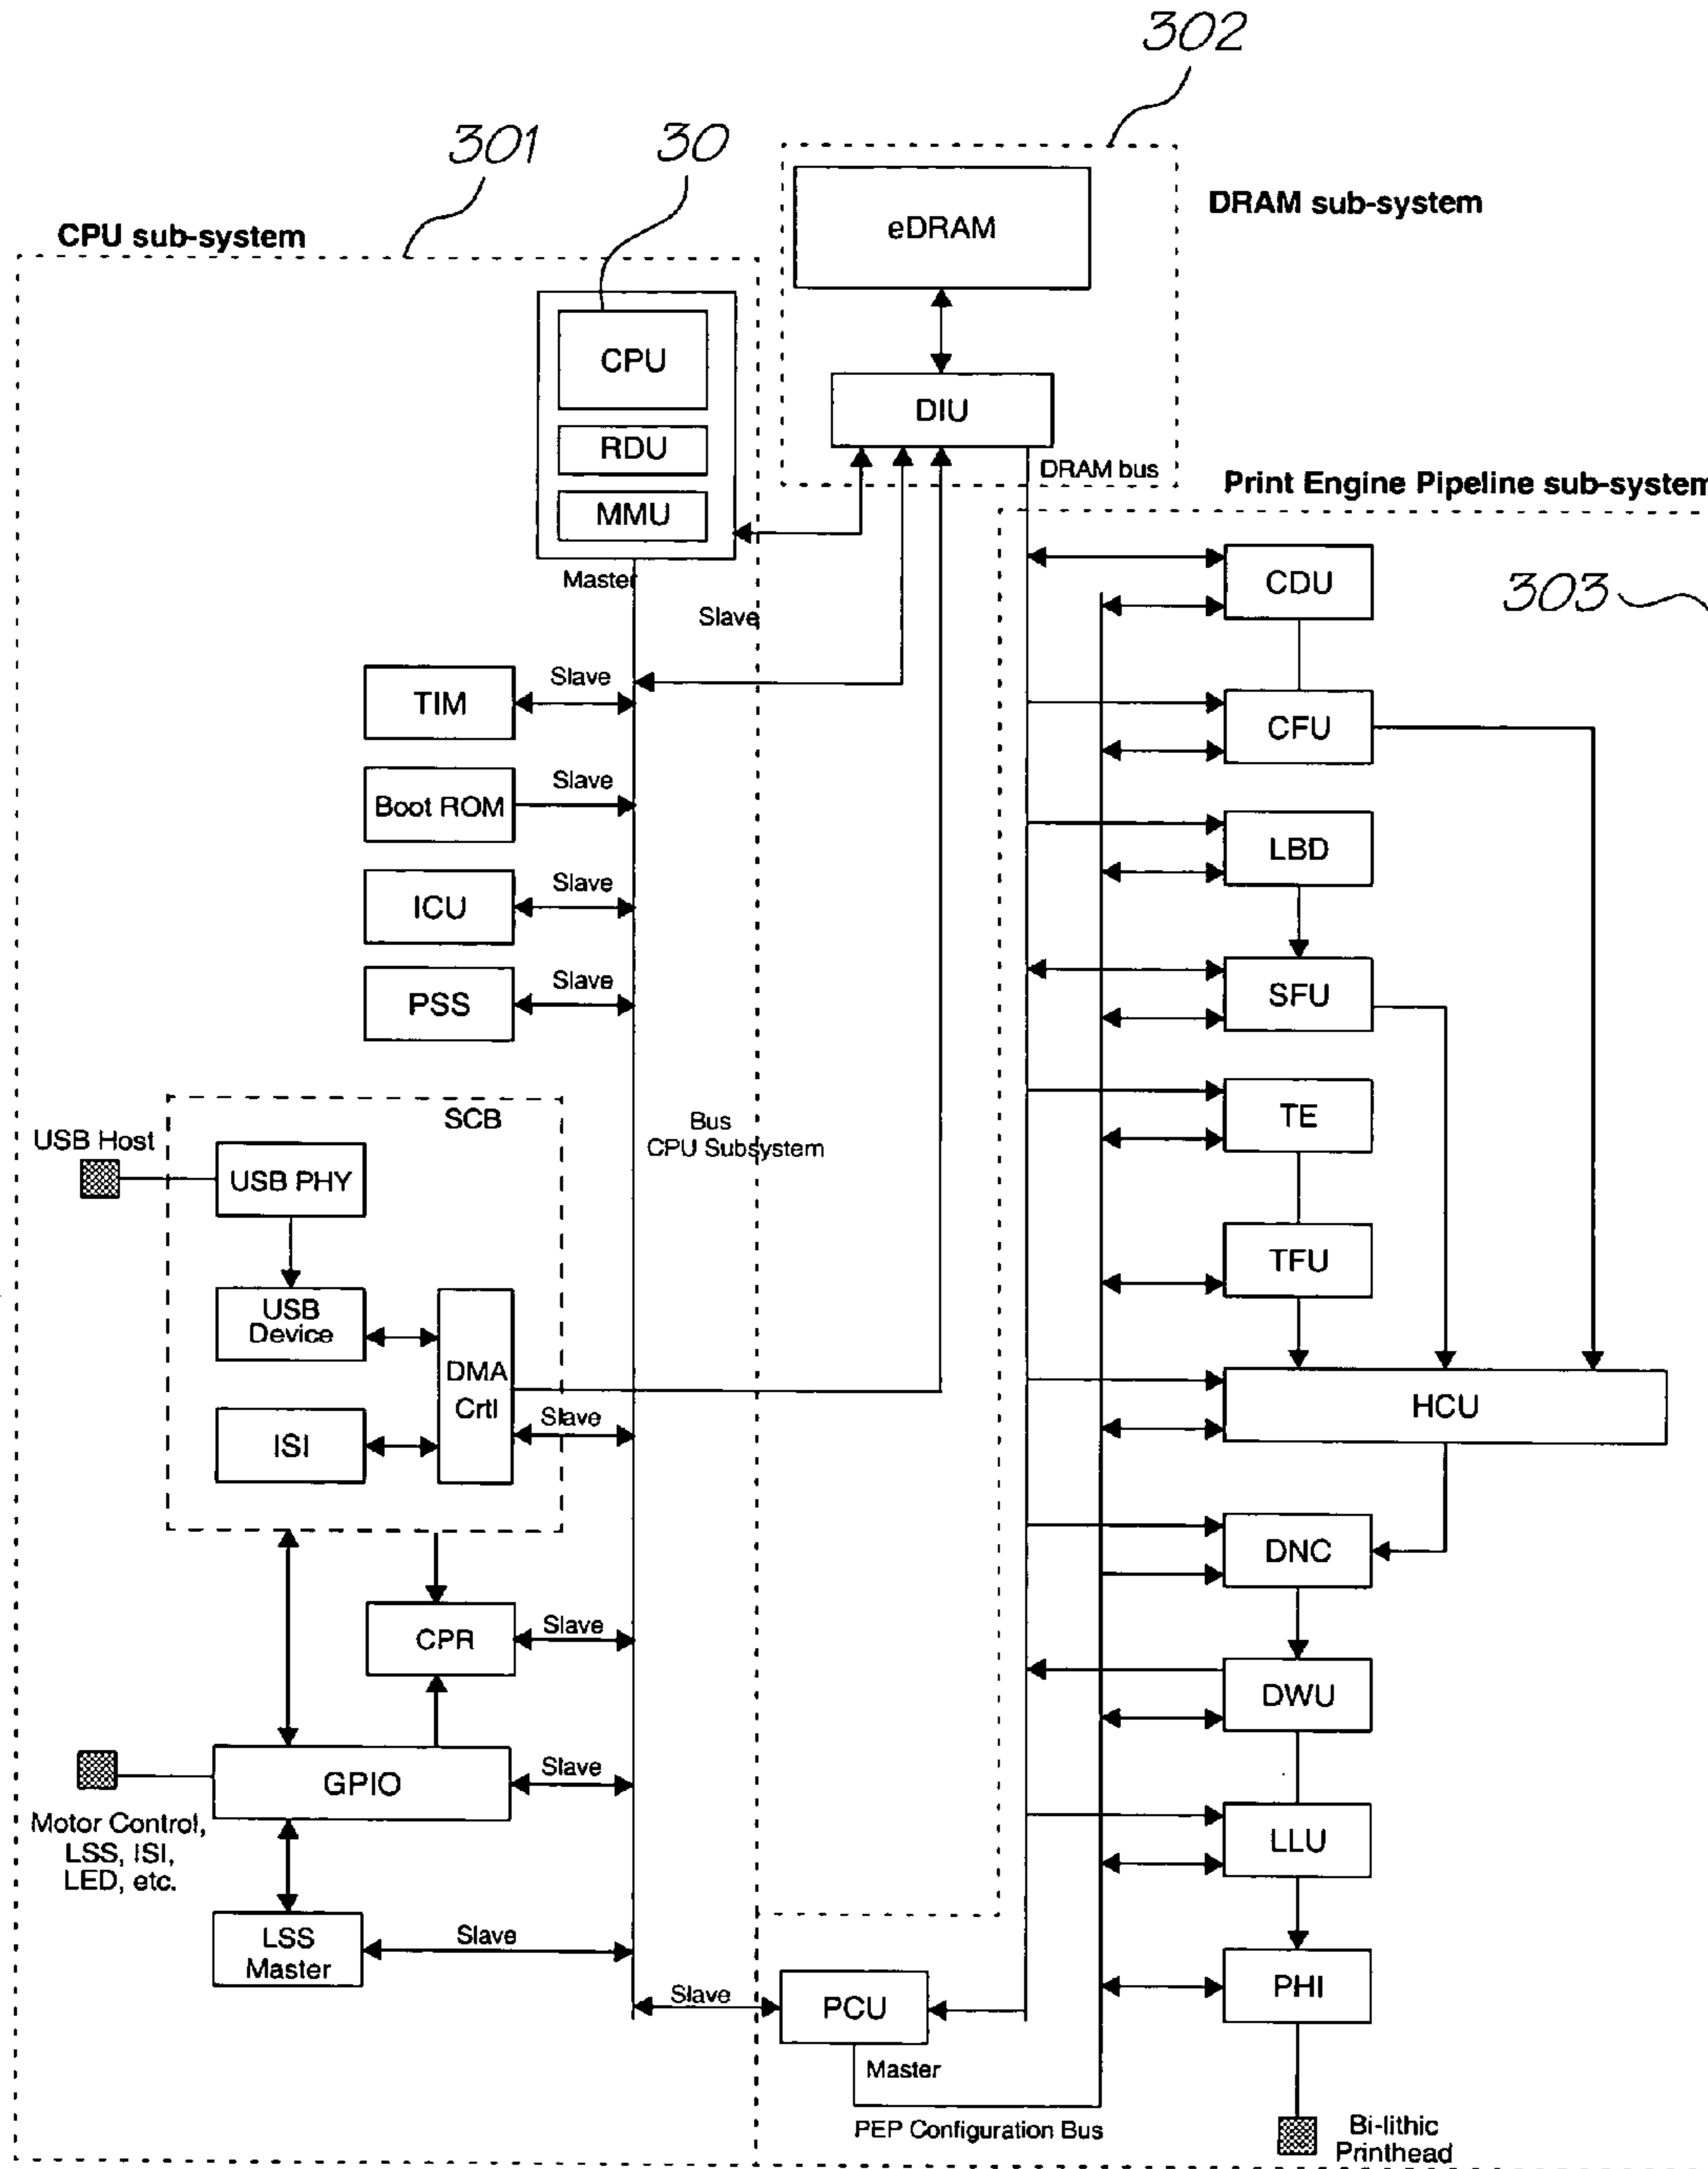 302
301
30
DRAM sub-system
CPU sub-system
eDRAM
CPU
DIU
RDU
DRAM bus
MMU
Print Engine Pipeline sub-system
Master
CDU
303
Slave
TIM
Slave
CFU
Boot ROM
Slave
LBD
ICU
Slave
PSS
Slave
SFU
SCB
Bus
CPU Subsystem
TE
USB Host
USB PHY
TFU
USB
Device
DMA
Crtl
HCU
ISI
Slave
DNC
CPR
Slave
DWU
GPIO
Slave
Motor Control,
LSS, ISI,
LED, etc.
LLU
LSS
Master
Slave
PHI
Slave
PCU
Master
PEP Configuration Bus
Bi-lithic
Printhead